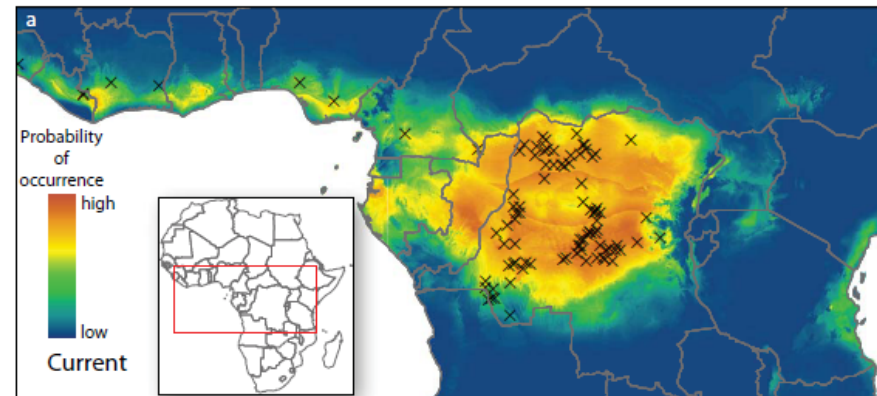 a
Probability
of
occurrence
high
low
Current